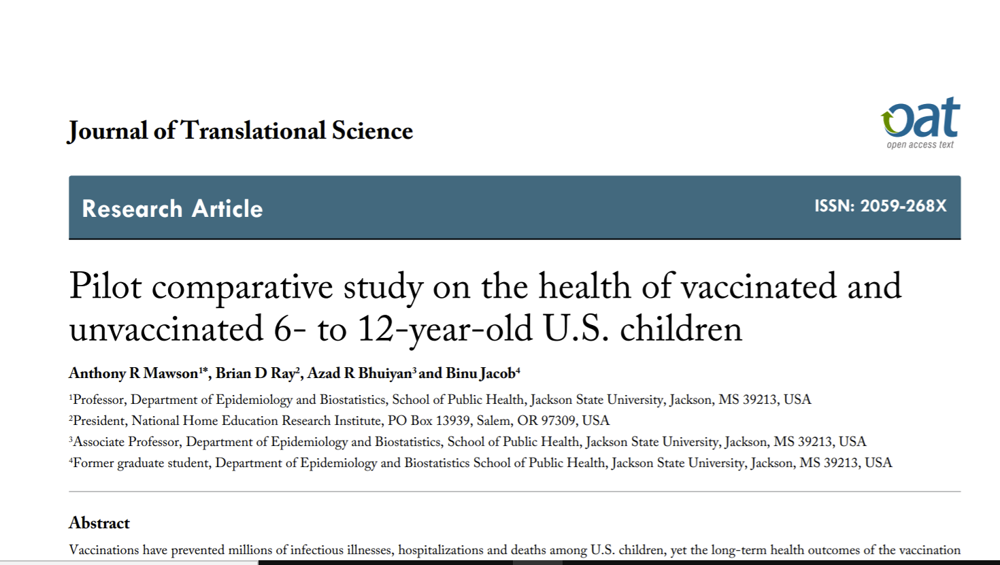 Journal of Translational Science
oat
open access text
Research Article
ISSN: 2059-268X
Pilot comparative study on the health of vaccinated and
unvaccinated 6- to 12-year-old U.S. children
Anthony R Mawson¹*, Brian D Ray², Azad R Bhuiyan³ and Binu Jacob⁴
¹Professor, Department of Epidemiology and Biostatistics, School of Public Health, Jackson State University, Jackson, MS 39213, USA
²President, National Home Education Research Institute, PO Box 13939, Salem, OR 97309, USA
³Associate Professor, Department of Epidemiology and Biostatistics, School of Public Health, Jackson State University, Jackson, MS 39213, USA
⁴Former graduate student, Department of Epidemiology and Biostatistics School of Public Health, Jackson State University, Jackson, MS 39213, USA
Abstract
Vaccinations have prevented millions of infectious illnesses, hospitalizations and deaths among U.S. children, yet the long-term health outcomes of the vaccination